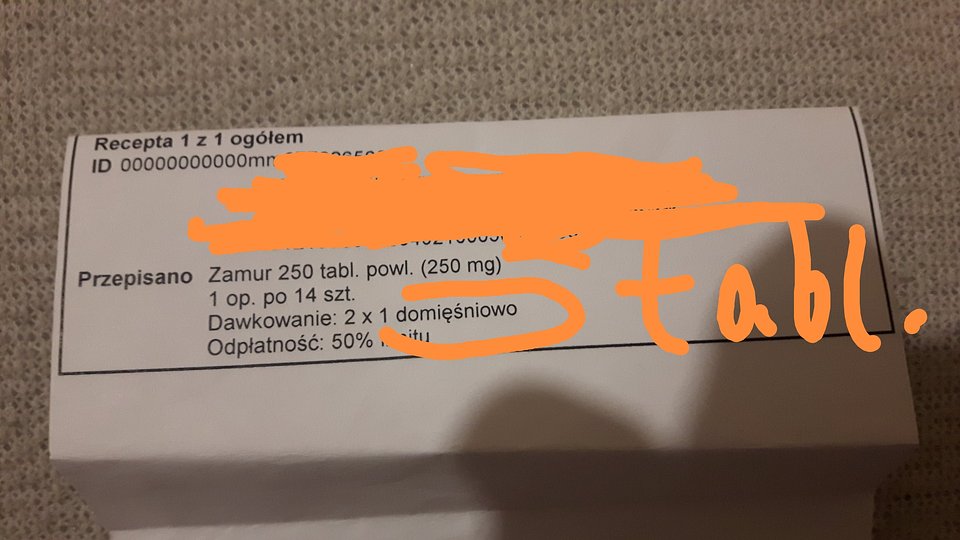 Recepta 1 z 1 ogółem
ID 00000000000mm
Przepisano Zamur 250 tabl. powl. (250 mg)
1 op. po 14 szt.
Dawkowanie: 2 x 1 domięśniowo
Odpłatność: 50%
tabl.